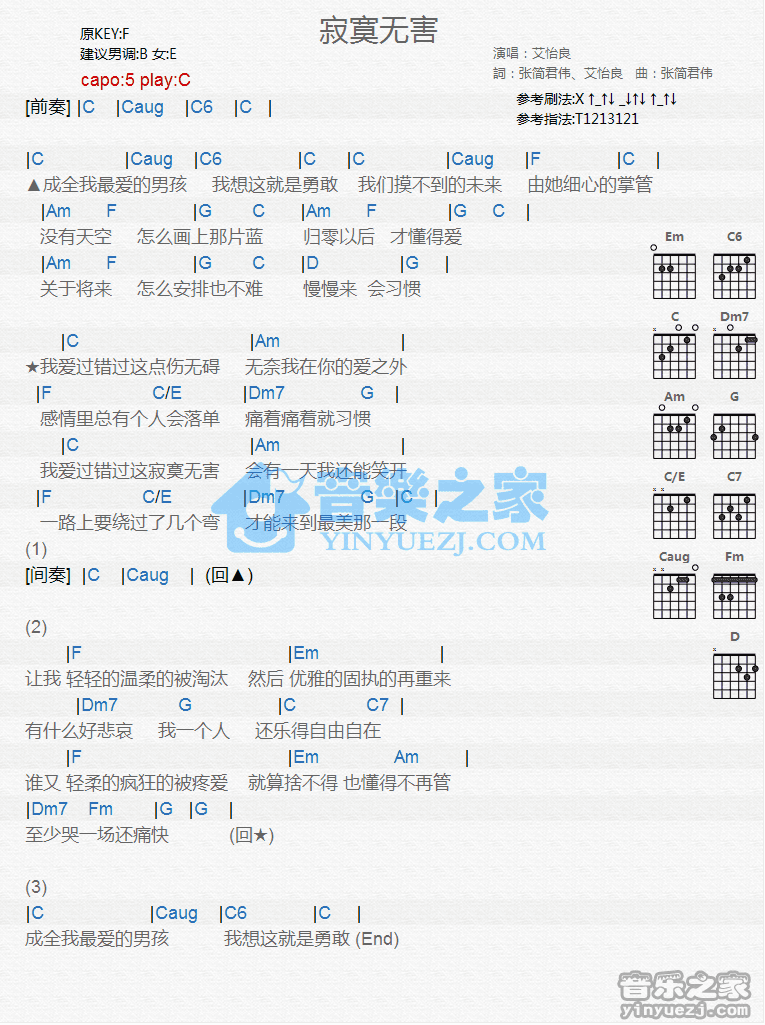 寂寞无害
原KEY:F
建议男调:B 女:E
capo:5 play:C
演唱：艾怡良
詞：张简君伟、艾怡良 曲：张简君伟
参考刷法:X ↑_↑↓ _↓↑↓ ↑_↑↓
参考指法:T1213121
[前奏] |C |Caug |C6 |C |
|C |Caug |C6 |C |C |Caug |F |C |
▲成全我最爱的男孩 我想这就是勇敢 我们摸不到的未来 由她细心的掌管
|Am F |G C |Am F |G C |
没有天空 怎么画上那片蓝 归零以后 才懂得爱
|Am F |G C |D |G |
关于将来 怎么安排也不难 慢慢来 会习惯
|C |Am |
★我爱过错过这点伤无碍 无奈我在你的爱之外
|F C/E |Dm7 G |
感情里总有个人会落单 痛着痛着就习惯
|C |Am |
我爱过错过这寂寞无害 会有一天我还能笑开
|F C/E |Dm7 G |C |
一路上要绕过了几个弯 才能来到最美那一段
(1)
[间奏] |C |Caug | (回▲)
(2)
|F |Em |
让我 轻轻的温柔的被淘汰 然后 优雅的固执的再重来
|Dm7 G |C C7 |
有什么好悲哀 我一个人 还乐得自由自在
|F |Em Am |
谁又 轻柔的疯狂的被疼爱 就算捨不得 也懂得不再管
|Dm7 Fm |G |G |
至少哭一场还痛快 (回★)
(3)
|C |Caug |C6 |C |
成全我最爱的男孩 我想这就是勇敢 (End)
Em C6
C Dm7
Am G
C/E C7
Caug Fm
D
音樂之家
YINYUEZJ.COM
音乐之家
yinyuezj.com